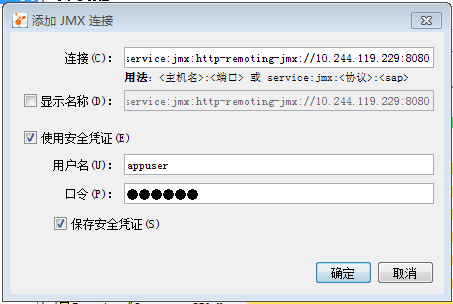 添加 JMX 连接
连接(C): service:jmx:http-remoting-jmx://10.244.119.229:8080
用法: <主机名>:<端口> 或 service:jmx:<协议>:<sap>
显示名称(D): service:jmx:http-remoting-jmx://10.244.119.229:8080
使用安全凭证(E)
用户名(U): appuser
口令(P): ●●●●●●
保存安全凭证(S)
确定 取消